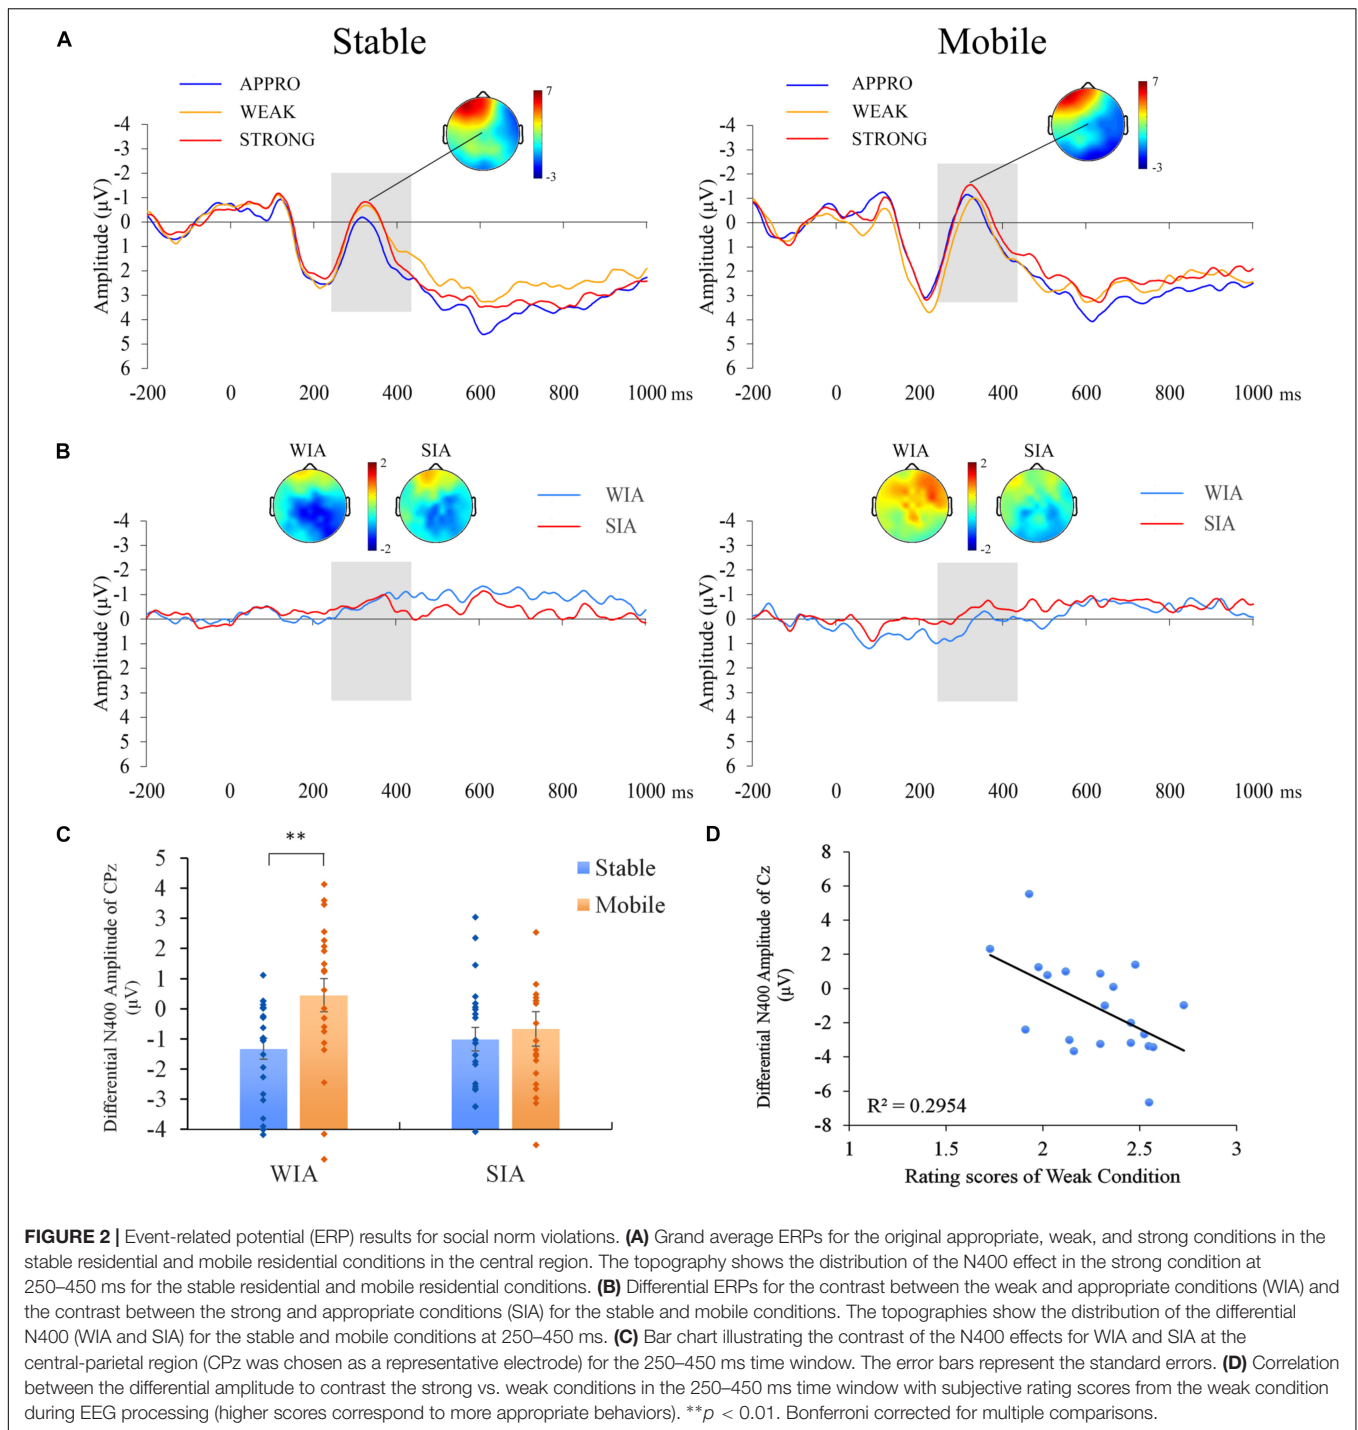 A
Stable
Mobile
APPRO
WEAK
STRONG
7
-3
APPRO
WEAK
STRONG
7
-3
Amplitude (µV)
-4
-3
-2
-1
0
1
2
3
4
5
6
-200 0 200 400 600 800 1000 ms
Amplitude (µV)
-4
-3
-2
-1
0
1
2
3
4
5
6
-200 0 200 400 600 800 1000 ms
B
WIA SIA
2
-2
WIA
SIA
WIA SIA
2
-2
WIA
SIA
Amplitude (µV)
-4
-3
-2
-1
0
1
2
3
4
5
6
-200 0 200 400 600 800 1000 ms
Amplitude (µV)
-4
-3
-2
-1
0
1
2
3
4
5
6
-200 0 200 400 600 800 1000 ms
C
Differential N400 Amplitude of CPz
(µV)
5
4
3
2
1
0
-1
-2
-3
-4
**
Stable
Mobile
WIA SIA
D
Differential N400 Amplitude of Cz
(µV)
8
6
4
2
0
-2
-4
-6
-8
R² = 0.2954
1 1.5 2 2.5 3
Rating scores of Weak Condition
FIGURE 2 | Event-related potential (ERP) results for social norm violations. (A) Grand average ERPs for the original appropriate, weak, and strong conditions in the
stable residential and mobile residential conditions in the central region. The topography shows the distribution of the N400 effect in the strong condition at
250–450 ms for the stable residential and mobile residential conditions. (B) Differential ERPs for the contrast between the weak and appropriate conditions (WIA) and
the contrast between the strong and appropriate conditions (SIA) for the stable and mobile conditions. The topographies show the distribution of the differential
N400 (WIA and SIA) for the stable and mobile conditions at 250–450 ms. (C) Bar chart illustrating the contrast of the N400 effects for WIA and SIA at the
central-parietal region (CPz was chosen as a representative electrode) for the 250–450 ms time window. The error bars represent the standard errors. (D) Correlation
between the differential amplitude to contrast the strong vs. weak conditions in the 250–450 ms time window with subjective rating scores from the weak condition
during EEG processing (higher scores correspond to more appropriate behaviors). **p < 0.01. Bonferroni corrected for multiple comparisons.